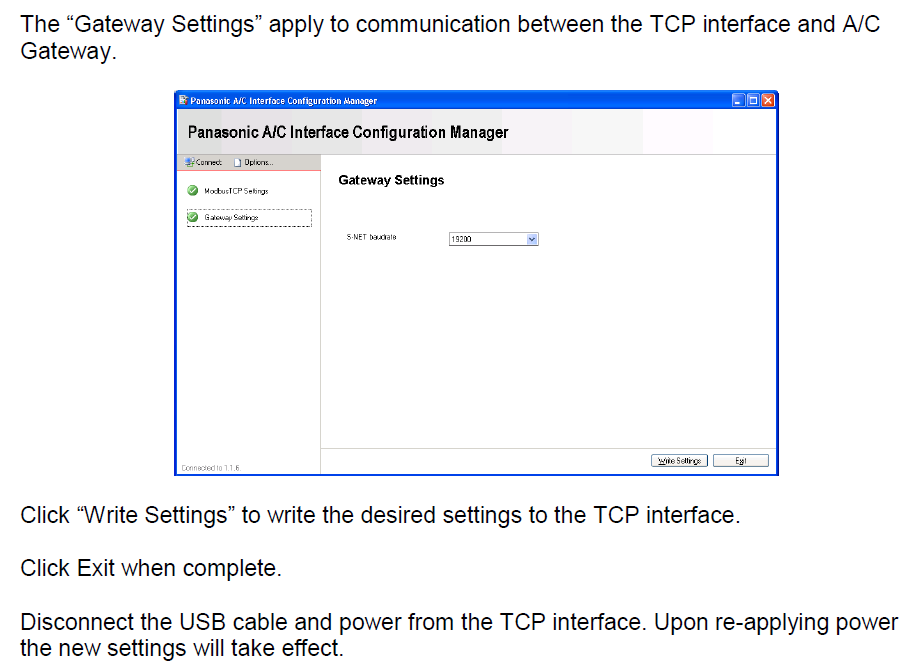 The “Gateway Settings” apply to communication between the TCP interface and A/C
Gateway.
Panasonic A/C Interface Configuration Manager
Panasonic A/C Interface Configuration Manager
Connect Options...
Gateway Settings
ModbusTCP Settings
Gateway Settings
S-NET baudrate 19200
Connected to 1.1.6
Write Settings Exit
Click “Write Settings” to write the desired settings to the TCP interface.
Click Exit when complete.
Disconnect the USB cable and power from the TCP interface. Upon re-applying power
the new settings will take effect.